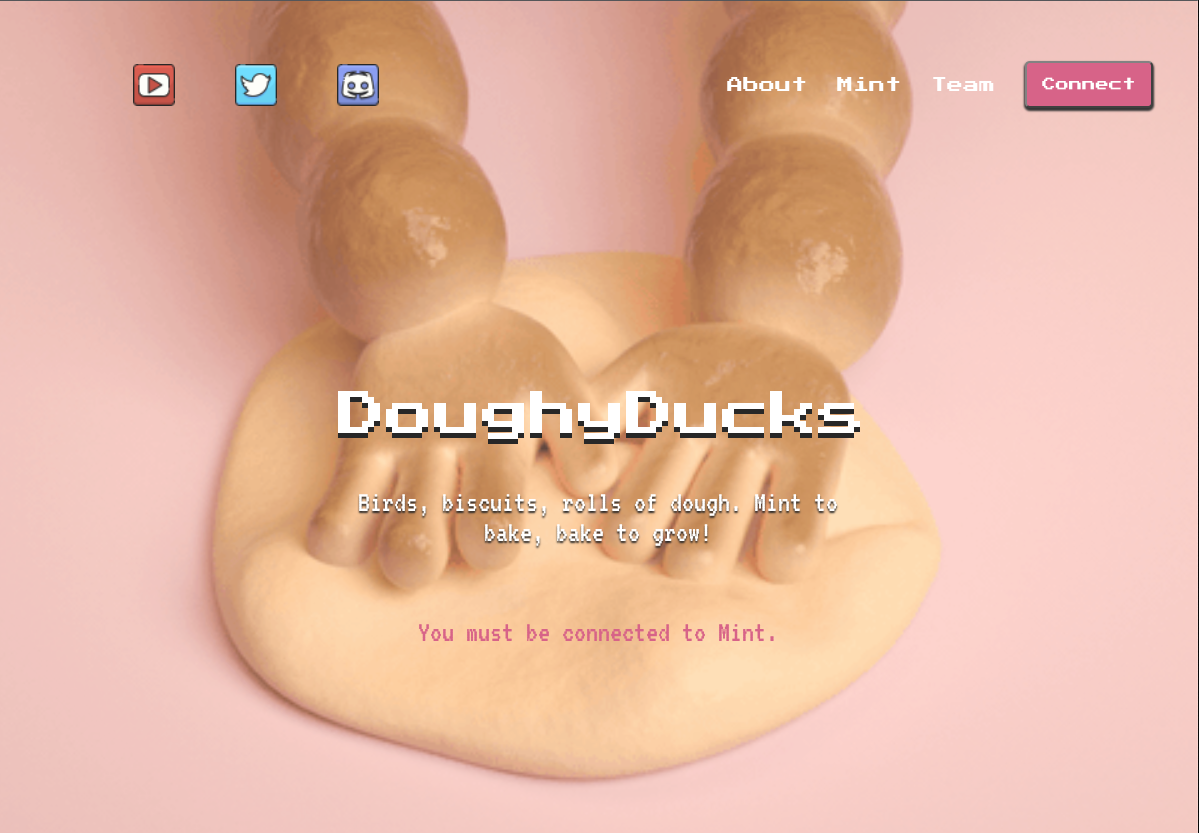 About Mint Team Connect
DoughyDucks
Birds, biscuits, rolls of dough. Mint to
bake, bake to grow!
You must be connected to Mint.